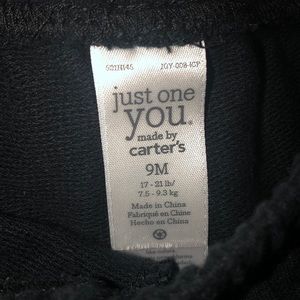 just one
you.
made by
carter's
9M
17 - 21 lb/
7.5 - 9.3 kg
Made in China
Fabriqué en Chine
Hecho en China